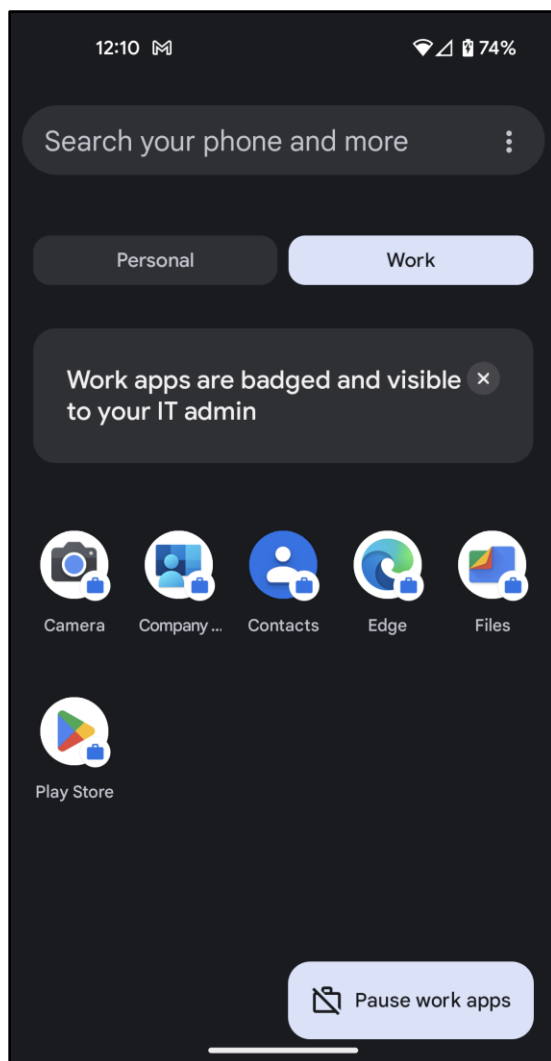 12:10 74%
Search your phone and more
Personal Work
Work apps are badged and visible
to your IT admin
Camera Company ... Contacts Edge Files
Play Store
Pause work apps